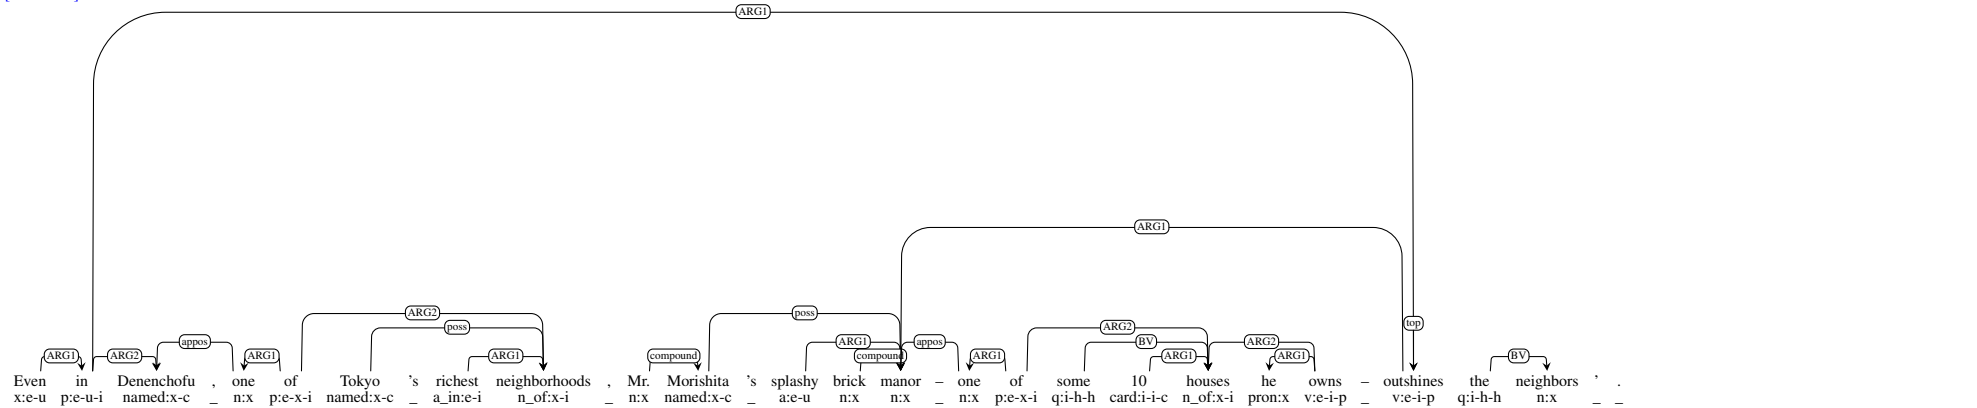 ARG1
ARG1
ARG2
poss
poss
ARG2
top
appos
ARG1
appos
BV
ARG2
ARG1
ARG2
ARG1
ARG1
compound
compound
ARG1
ARG1
ARG1
BV
Even in Denenchofu , one of Tokyo 's richest neighborhoods , Mr. Morishita 's splashy brick manor – one of some 10 houses he owns – outshines the neighbors ' .
x:e-u p:e-u-i named:x-c _ n:x p:e-x-i named:x-c _ a_in:e-i n_of:x-i _ n:x named:x-c _ a:e-u n:x n:x _ n:x p:e-x-i q:i-h-h card:i-i-c n_of:x-i pron:x v:e-i-p _ v:e-i-p q:i-h-h n:x _ _